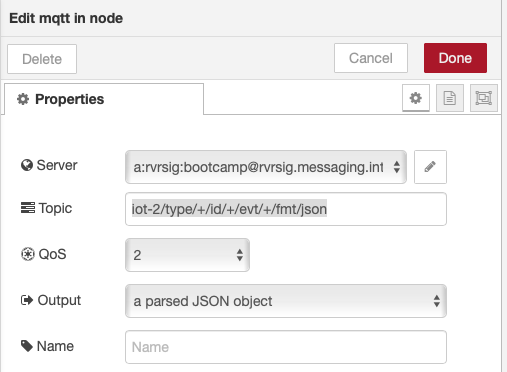 Edit mqtt in node
Delete
Cancel
Done
Properties
Server
a:rvrsig:bootcamp@rvrsig.messaging.int
Topic
iot-2/type/+/id/+/evt/+/fmt/json
QoS
2
Output
a parsed JSON object
Name
Name